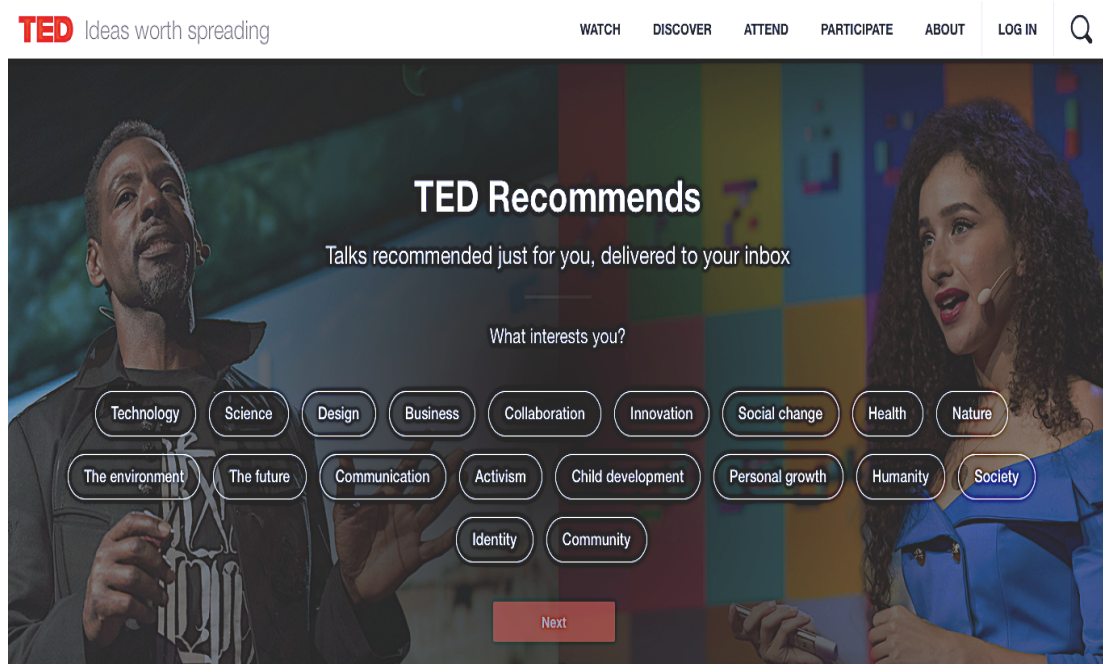 TED Ideas worth spreading WATCH DISCOVER ATTEND PARTICIPATE ABOUT LOG IN
TED Recommends
Talks recommended just for you, delivered to your inbox
What interests you?
Technology Science Design Business Collaboration Innovation Social change Health Nature
The environment The future Communication Activism Child development Personal growth Humanity Society
Identity Community
Next